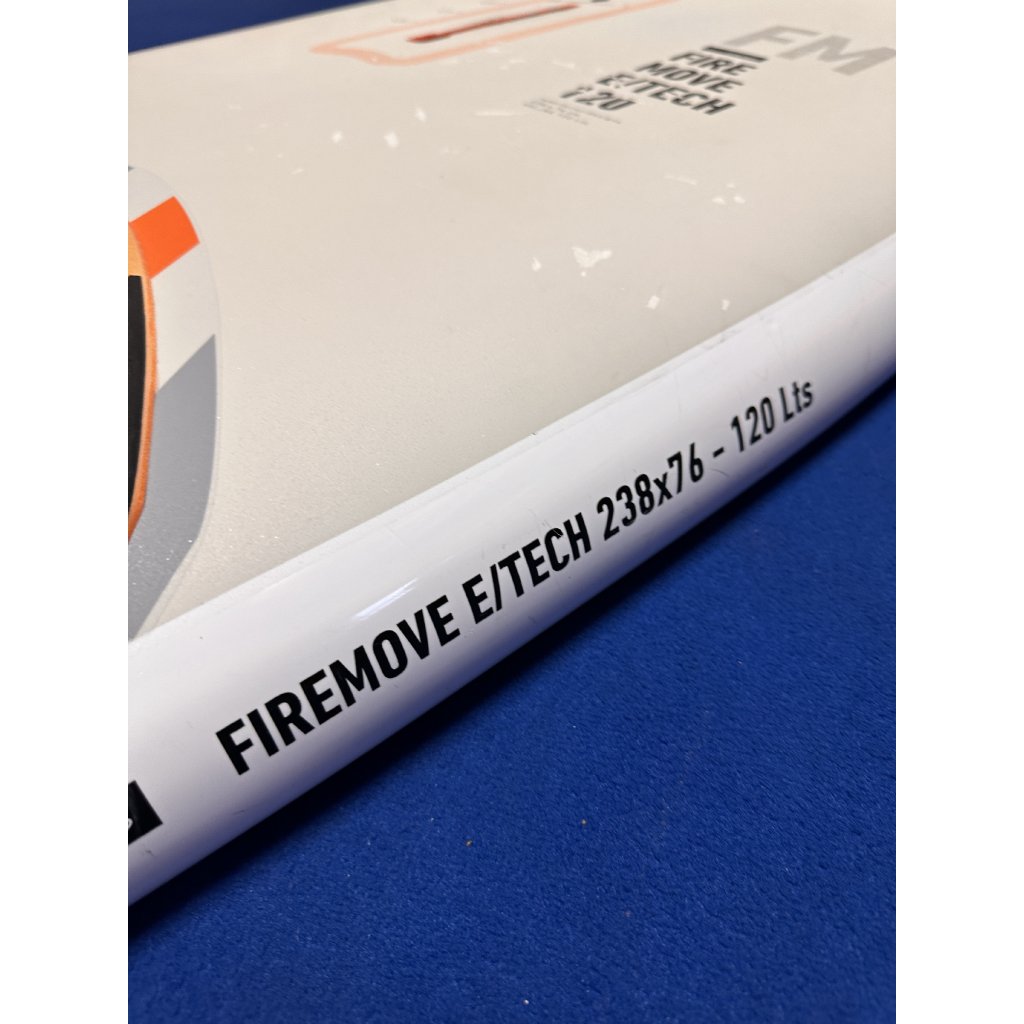 FM
FIRE
MOVE
E/TECH
120
FIREMOVE E/TECH 238x76 - 120 Lts